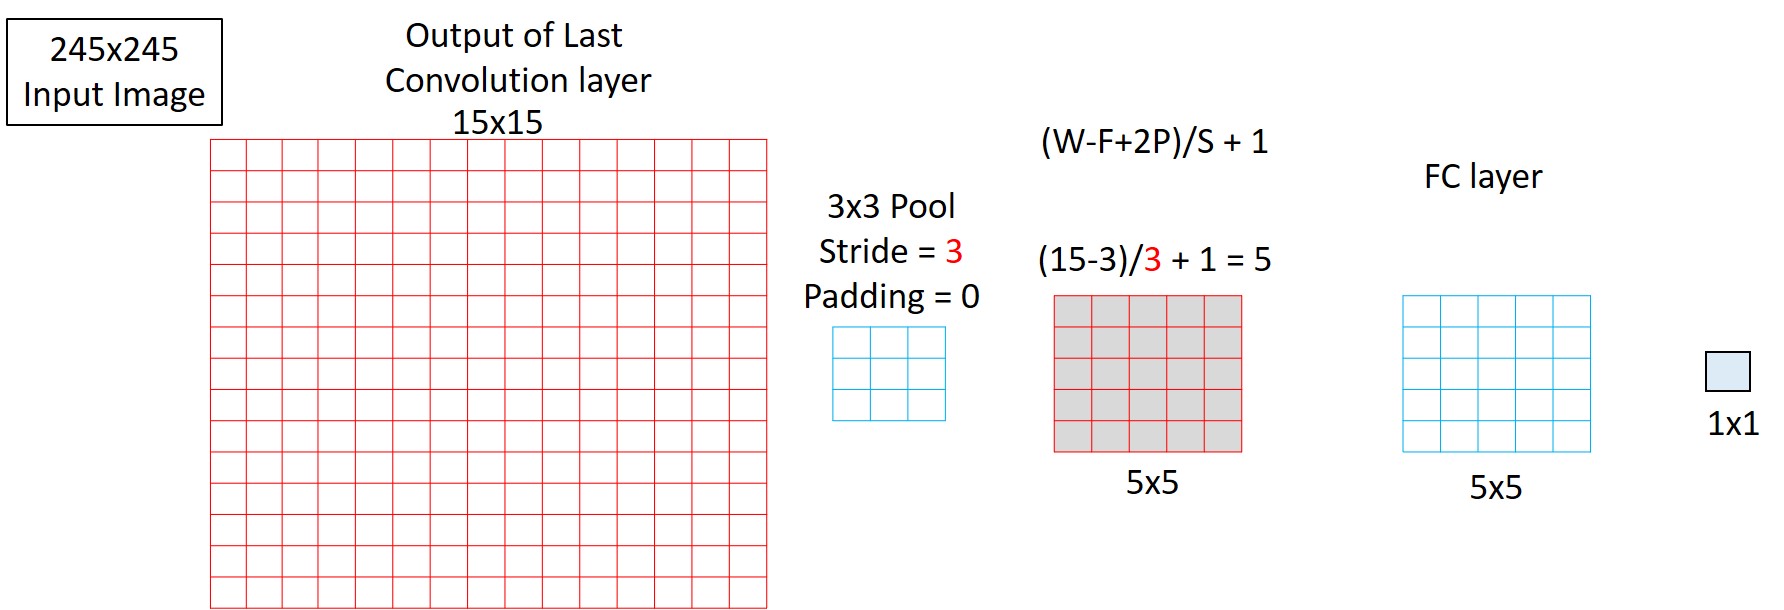 245x245
Input Image
Output of Last
Convolution layer
15x15
3x3 Pool
Stride = 3
Padding = 0
(W-F+2P)/S + 1
(15-3)/3 + 1 = 5
5x5
FC layer
5x5
1x1